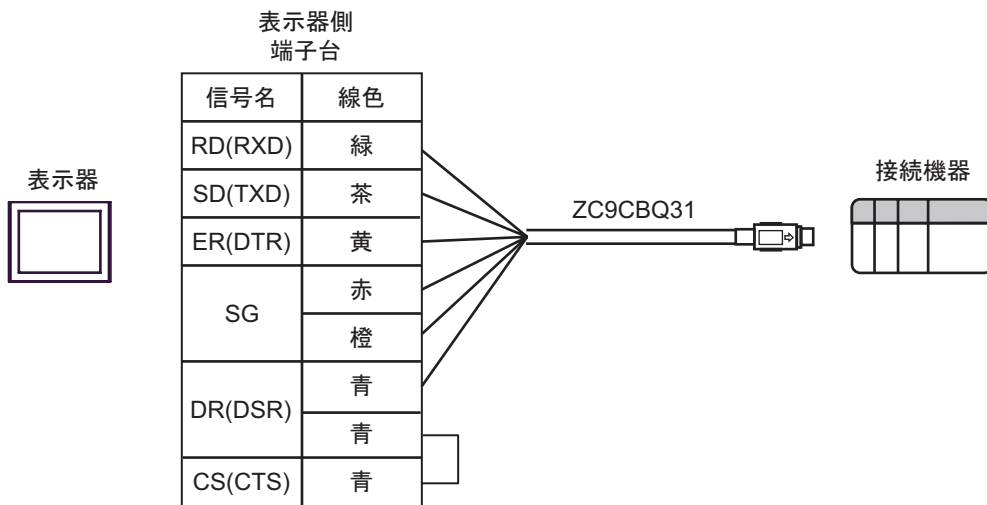 表示器側
端子台
信号名 線色
RD(RXD) 緑
SD(TXD) 茶
ER(DTR) 黄
SG 赤
橙
DR(DSR) 青
青
CS(CTS) 青
表示器
ZC9CBQ31
接続機器